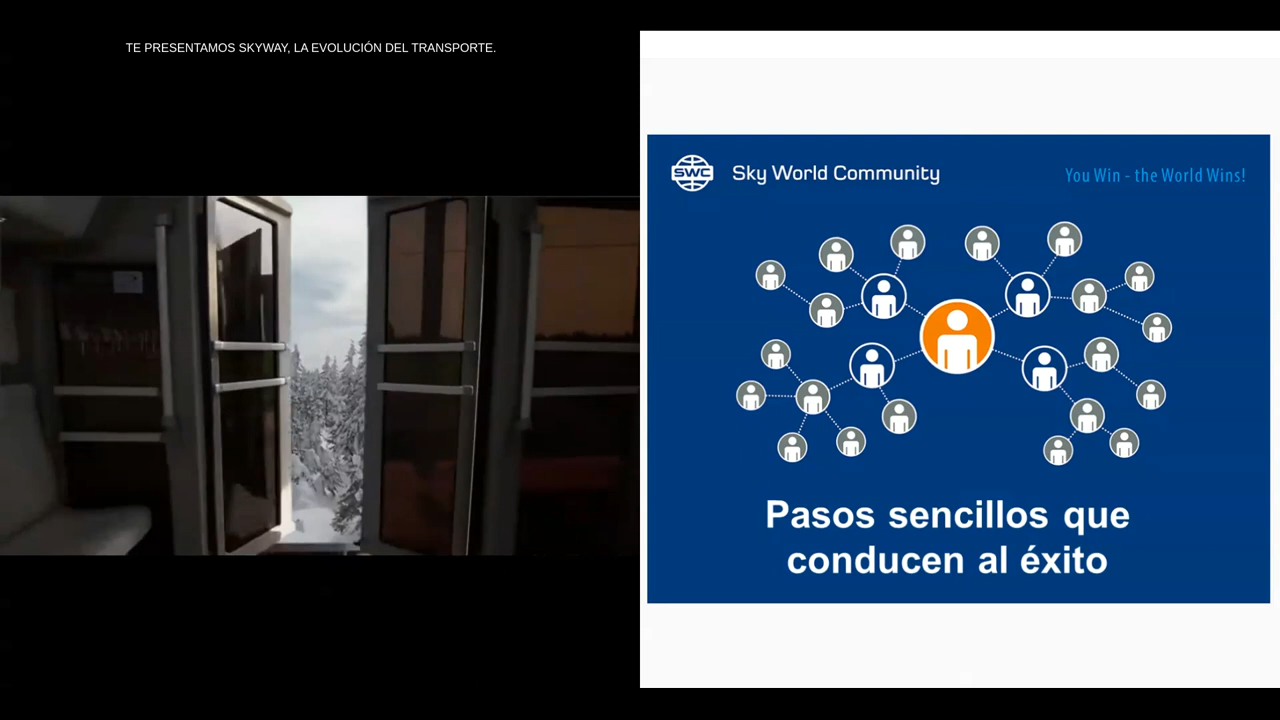 TE PRESENTAMOS SKYWAY, LA EVOLUCIÓN DEL TRANSPORTE.
SWC
Sky World Community
You Win - the World Wins!
Pasos sencillos que
conducen al éxito